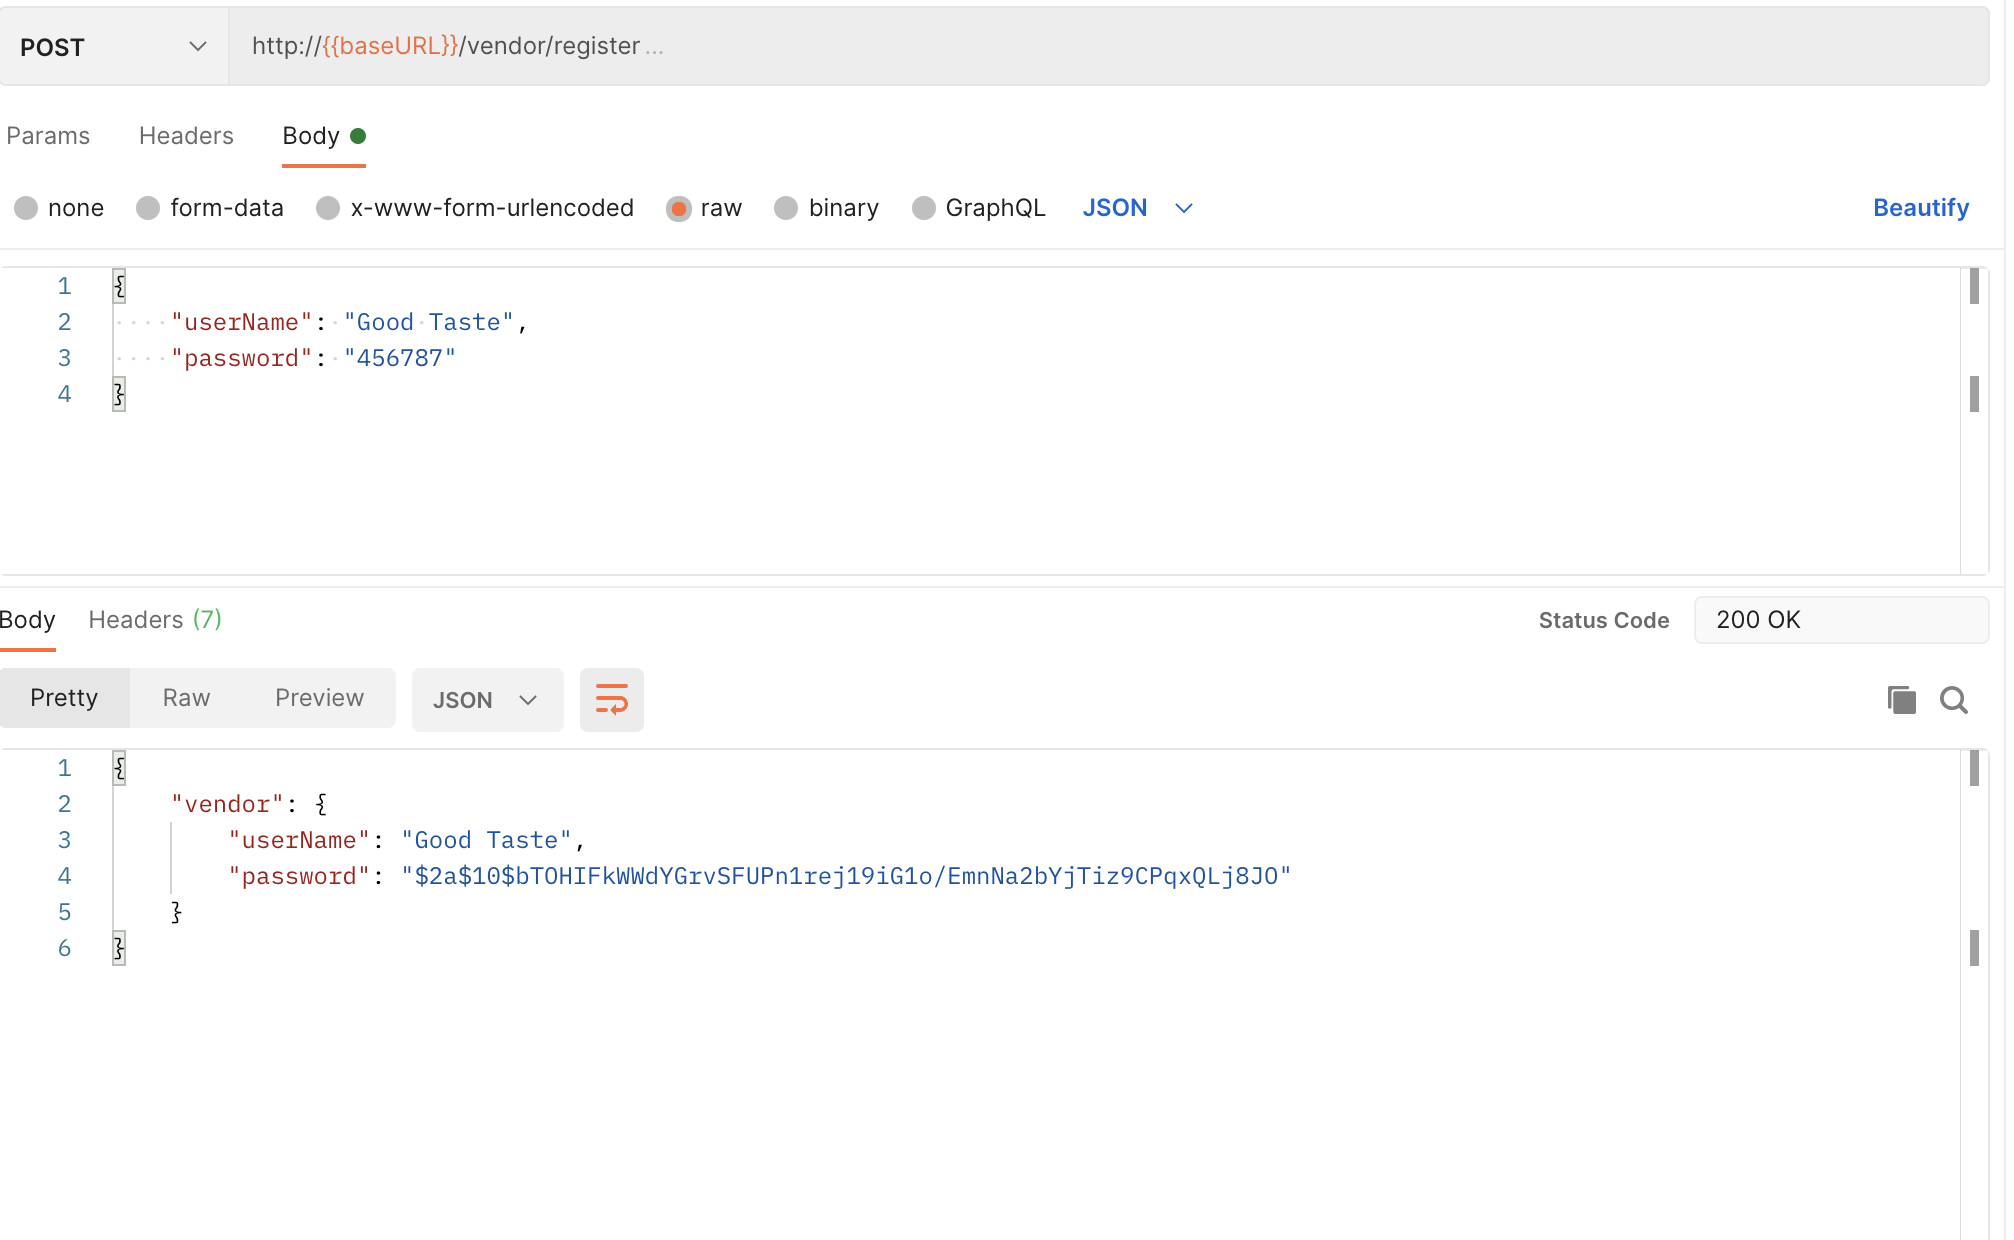 POST http://{{baseURL}}/vendor/register ...
Params Headers Body
none form-data x-www-form-urlencoded raw binary GraphQL JSON Beautify
1 {
2 "userName": "Good Taste",
3 "password": "456787"
4 }
Body Headers (7) Status Code 200 OK
Pretty Raw Preview JSON
1 {
2 "vendor": {
3 "userName": "Good Taste",
4 "password": "$2a$10$bTOHIFkWWdYGrvSFUPn1rej19iG1o/EmnNa2bYjTiz9CPqxQLj8JO"
5 }
6 }